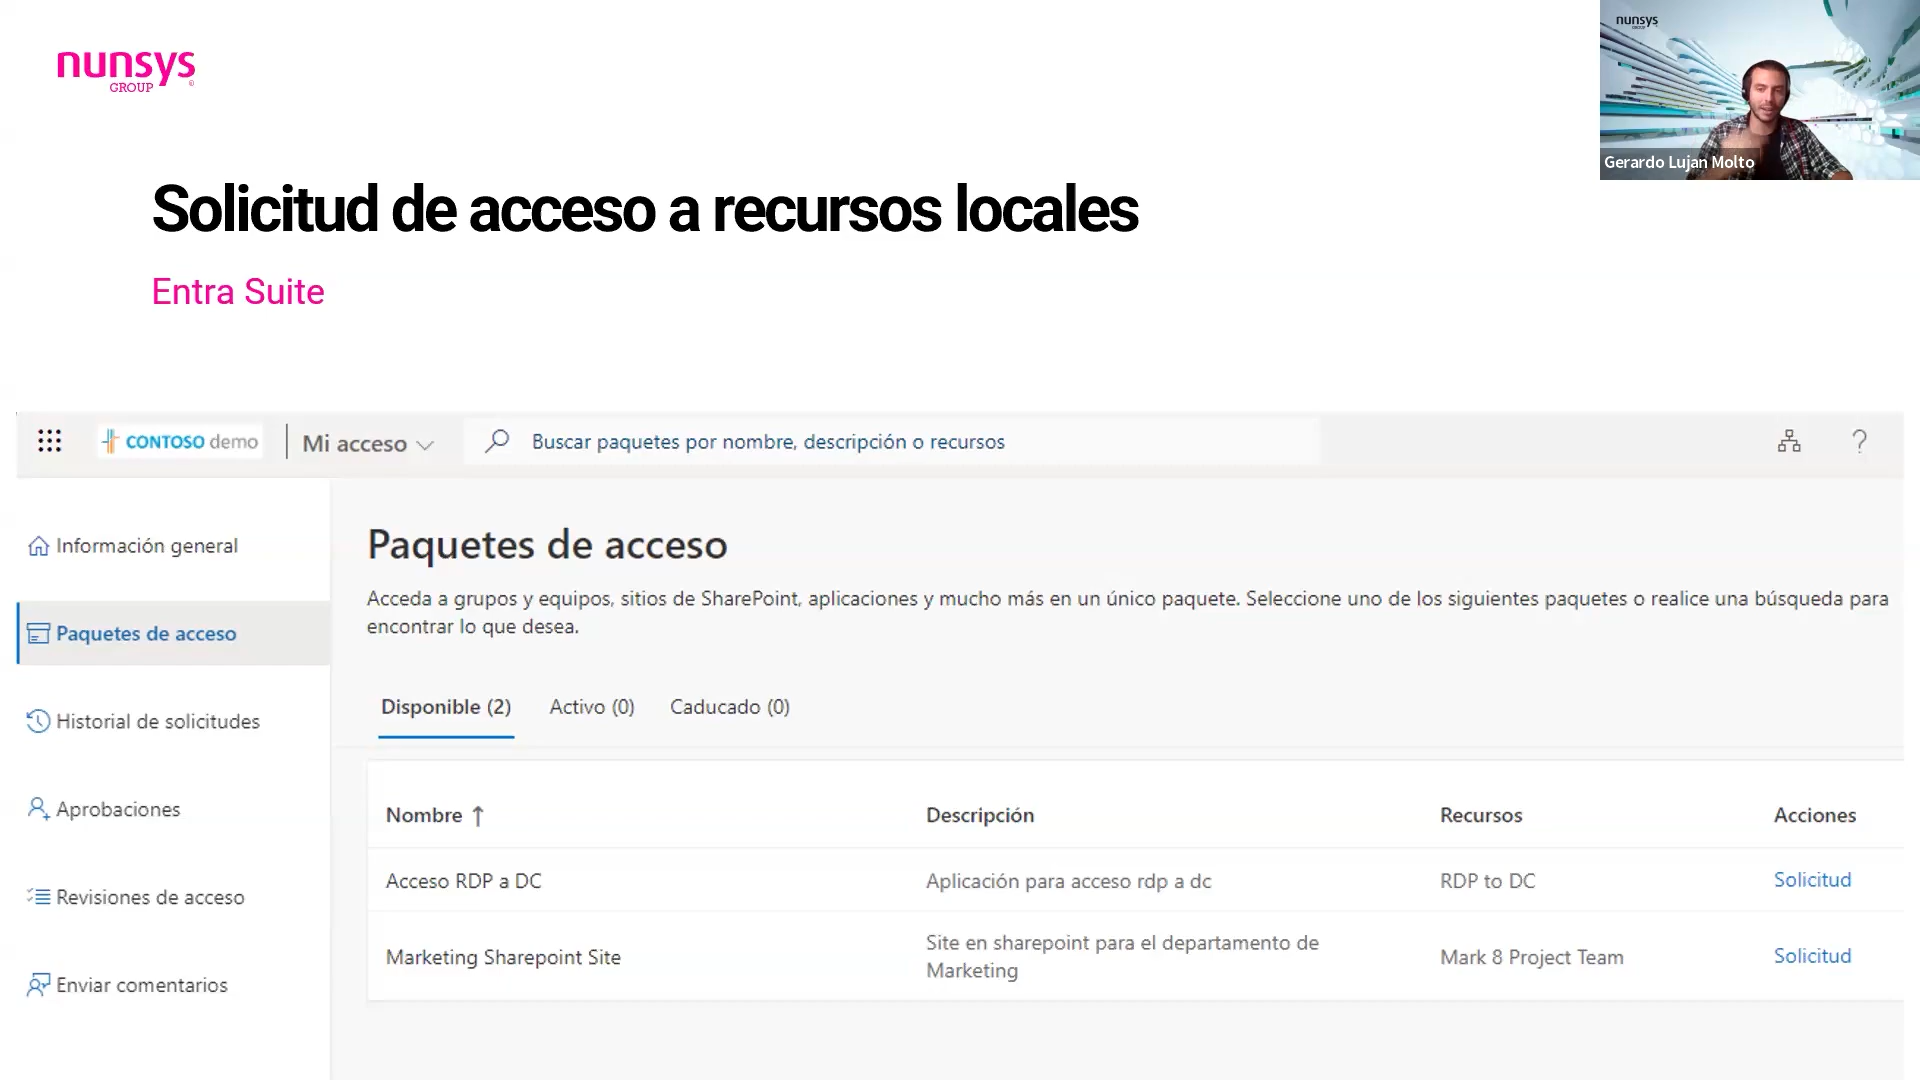 nunsys
GROUP
nunsys
Gerardo Lujan Molto
Solicitud de acceso a recursos locales
Entra Suite
CONTOSO demo
Mi acceso
Buscar paquetes por nombre, descripción o recursos
?
Información general
Paquetes de acceso
Historial de solicitudes
Aprobaciones
Revisiones de acceso
Enviar comentarios
Paquetes de acceso
Acceda a grupos y equipos, sitios de SharePoint, aplicaciones y mucho más en un único paquete. Seleccione uno de los siguientes paquetes o realice una búsqueda para
encontrar lo que desea.
Disponible (2) Activo (0) Caducado (0)
Nombre ↑ Descripción Recursos Acciones
Acceso RDP a DC Aplicación para acceso rdp a dc RDP to DC Solicitud
Marketing Sharepoint Site Site en sharepoint para el departamento de
Marketing Mark 8 Project Team Solicitud